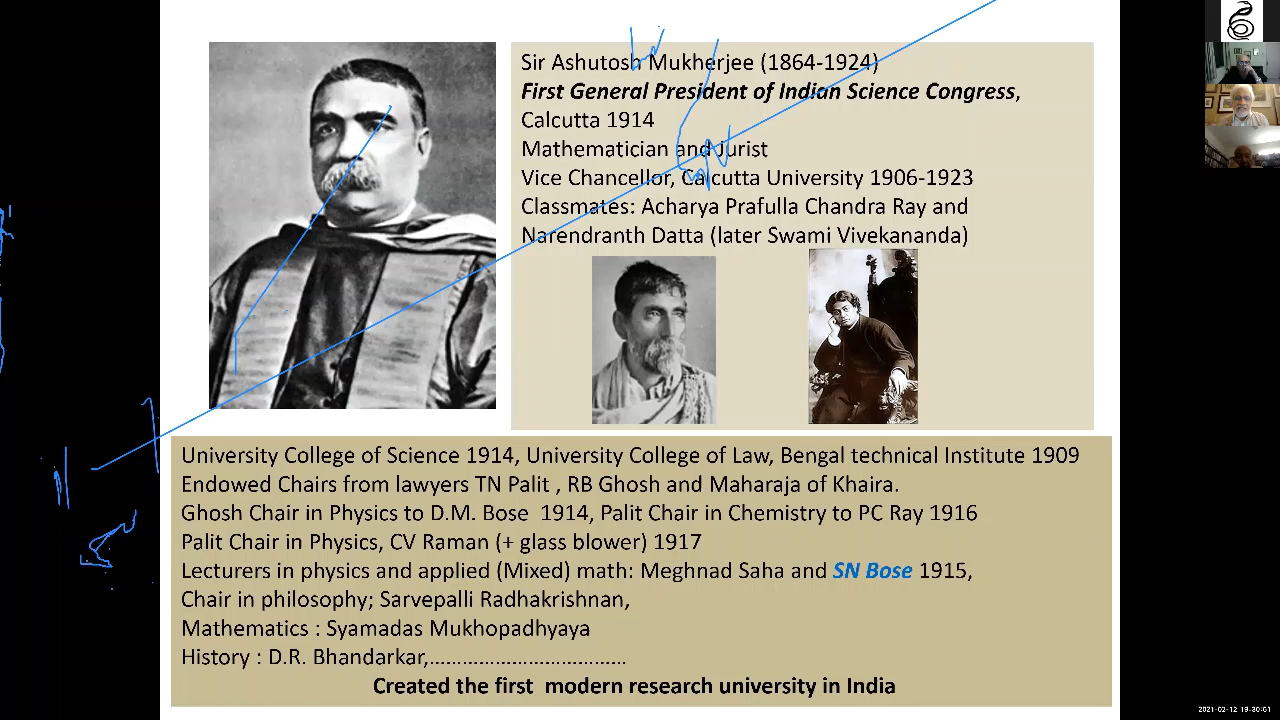 Sir Ashutosh Mukherjee (1864-1924)
First General President of Indian Science Congress,
Calcutta 1914
Mathematician and jurist
Vice Chancellor, Calcutta University 1906-1923
Classmates: Acharya Prafulla Chandra Ray and
Narendranth Datta (later Swami Vivekananda)
University College of Science 1914, University College of Law, Bengal technical Institute 1909
Endowed Chairs from lawyers TN Palit , RB Ghosh and Maharaja of Khaira.
Ghosh Chair in Physics to D.M. Bose 1914, Palit Chair in Chemistry to PC Ray 1916
Palit Chair in Physics, CV Raman (+ glass blower) 1917
Lecturers in physics and applied (Mixed) math: Meghnad Saha and SN Bose 1915,
Chair in philosophy; Sarvepalli Radhakrishnan,
Mathematics : Syamadas Mukhopadhyaya
History : D.R. Bhandarkar,.....................................
Created the first modern research university in India
2021-02-12 19:30:01